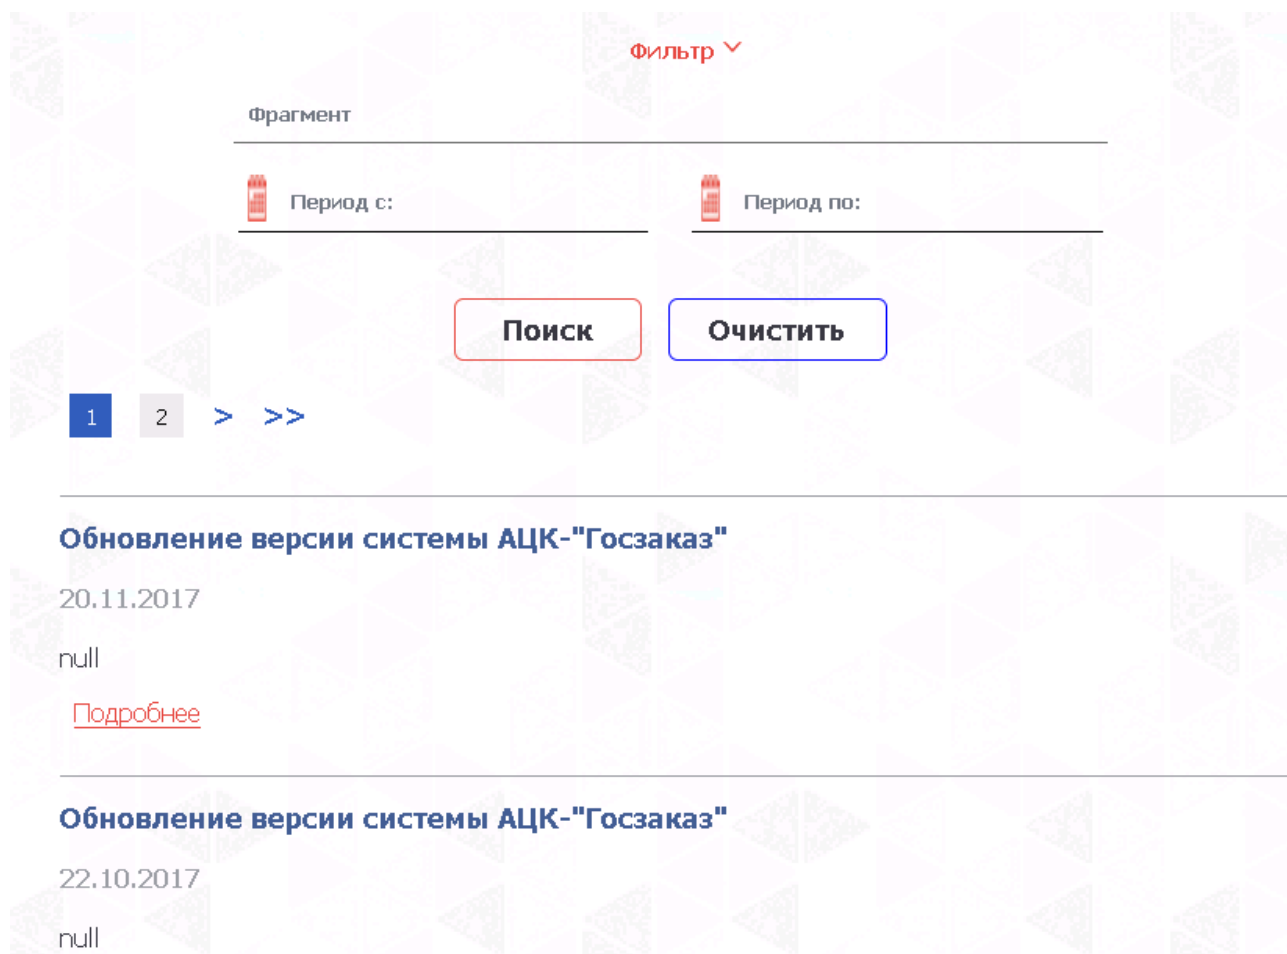 Фильтр
Фрагмент
Период с: Период по:
Поиск Очистить
1 2 > >>
Обновление версии системы АЦК-"Госзаказ"
20.11.2017
null
Подробнее
Обновление версии системы АЦК-"Госзаказ"
22.10.2017
null